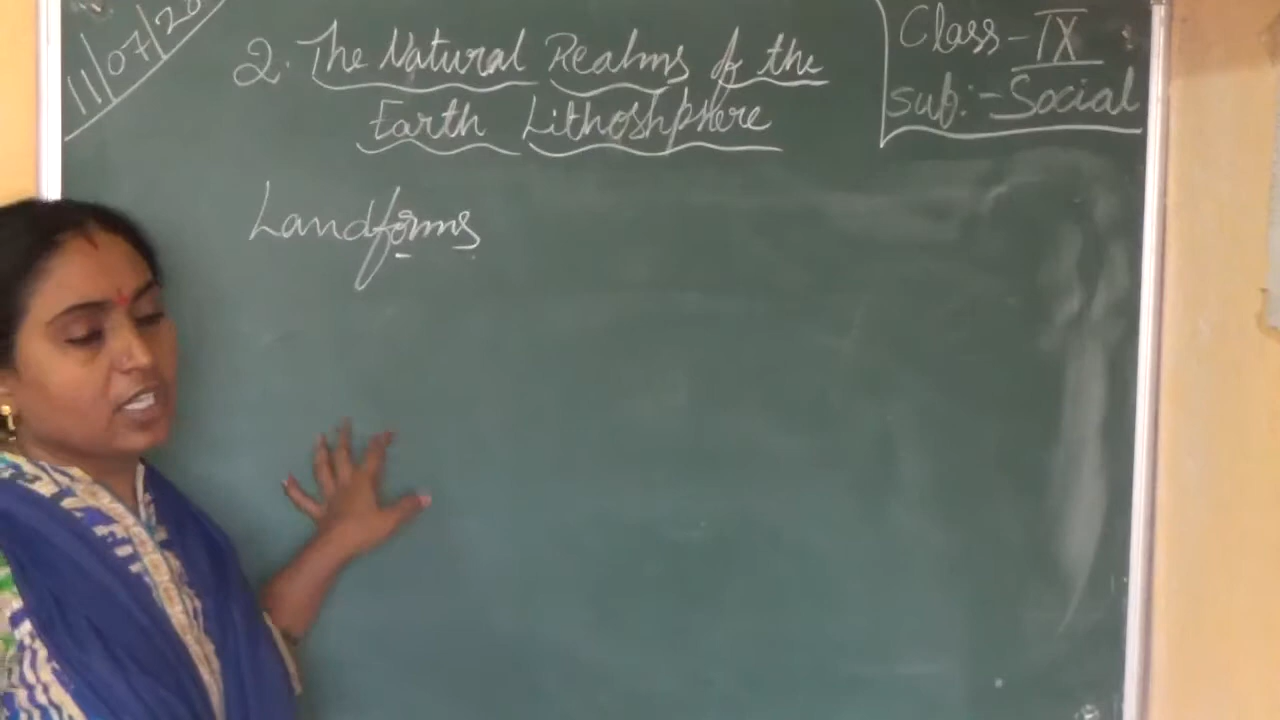 11/07/20
2. The Natural Realms of the
Earth Lithoshphere
Class - IX
sub:- Social
Landforms